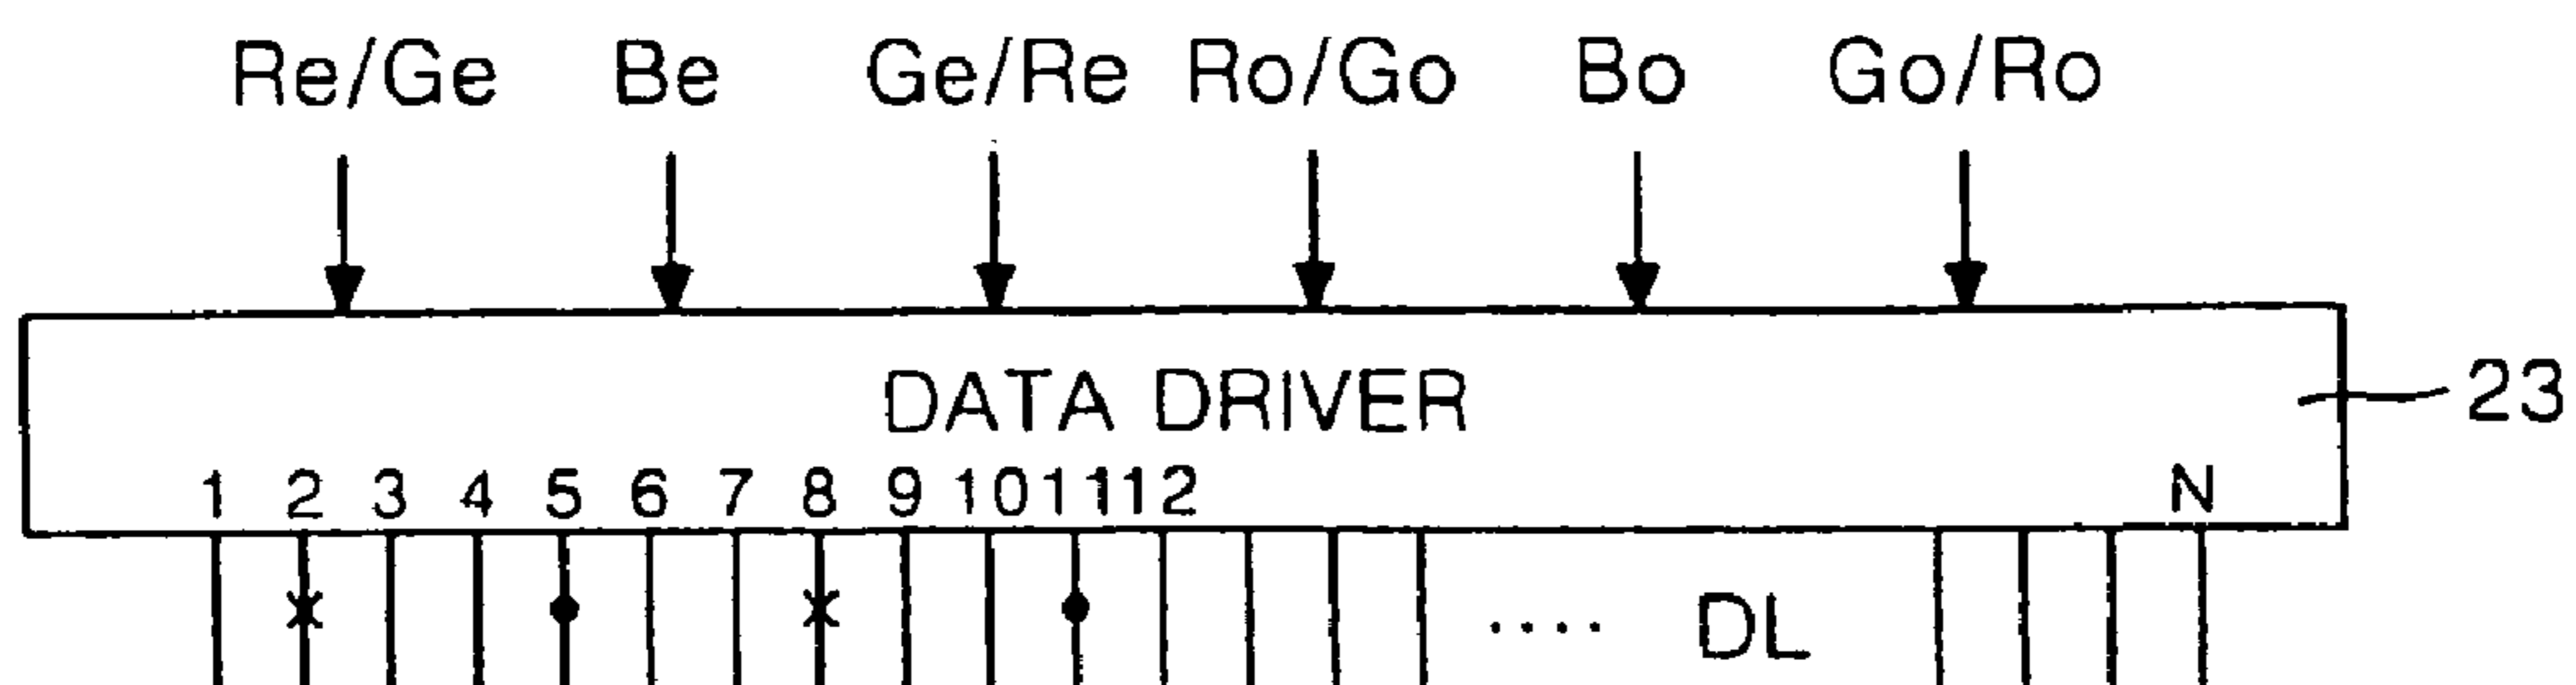 Re/Ge Be Ge/Re Ro/Go Bo Go/Ro
DATA DRIVER
23
1 2 3 4 5 6 7 8 9 10 11 12 N
.... DL